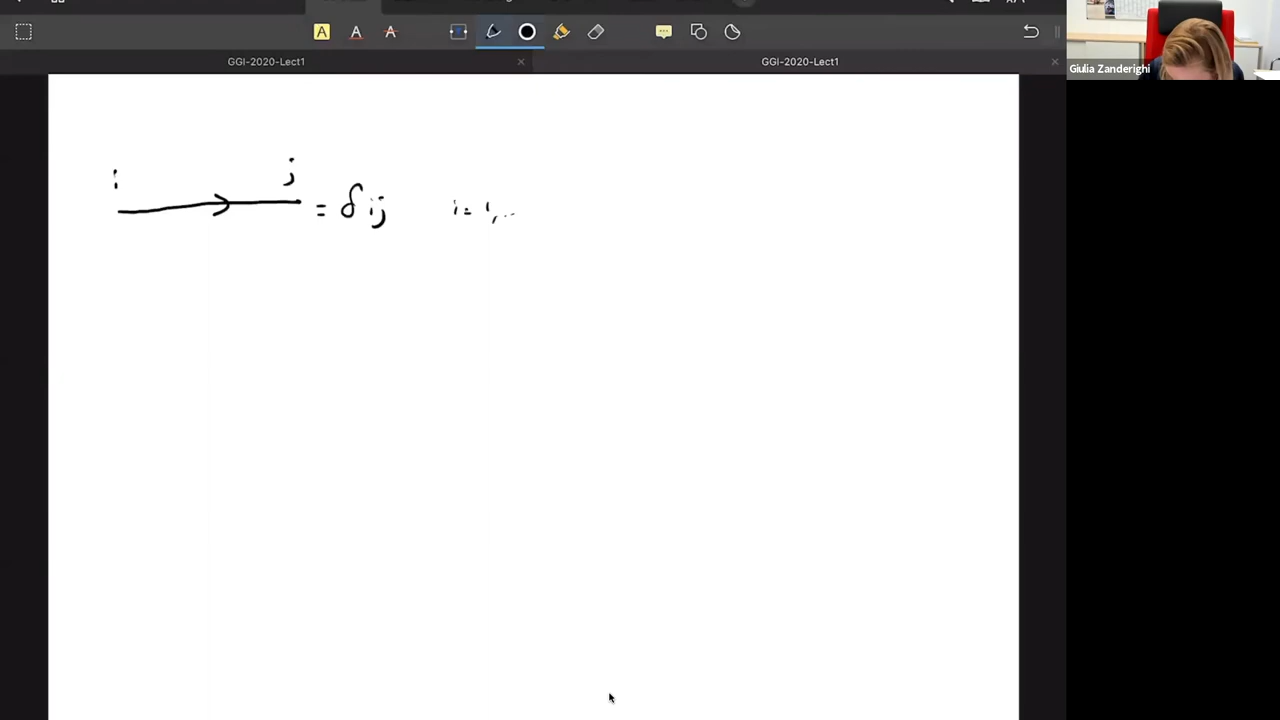 GGI-2020-Lect1
GGI-2020-Lect1
Giulia Zanderighi
i
j
= δij
i= 1,..